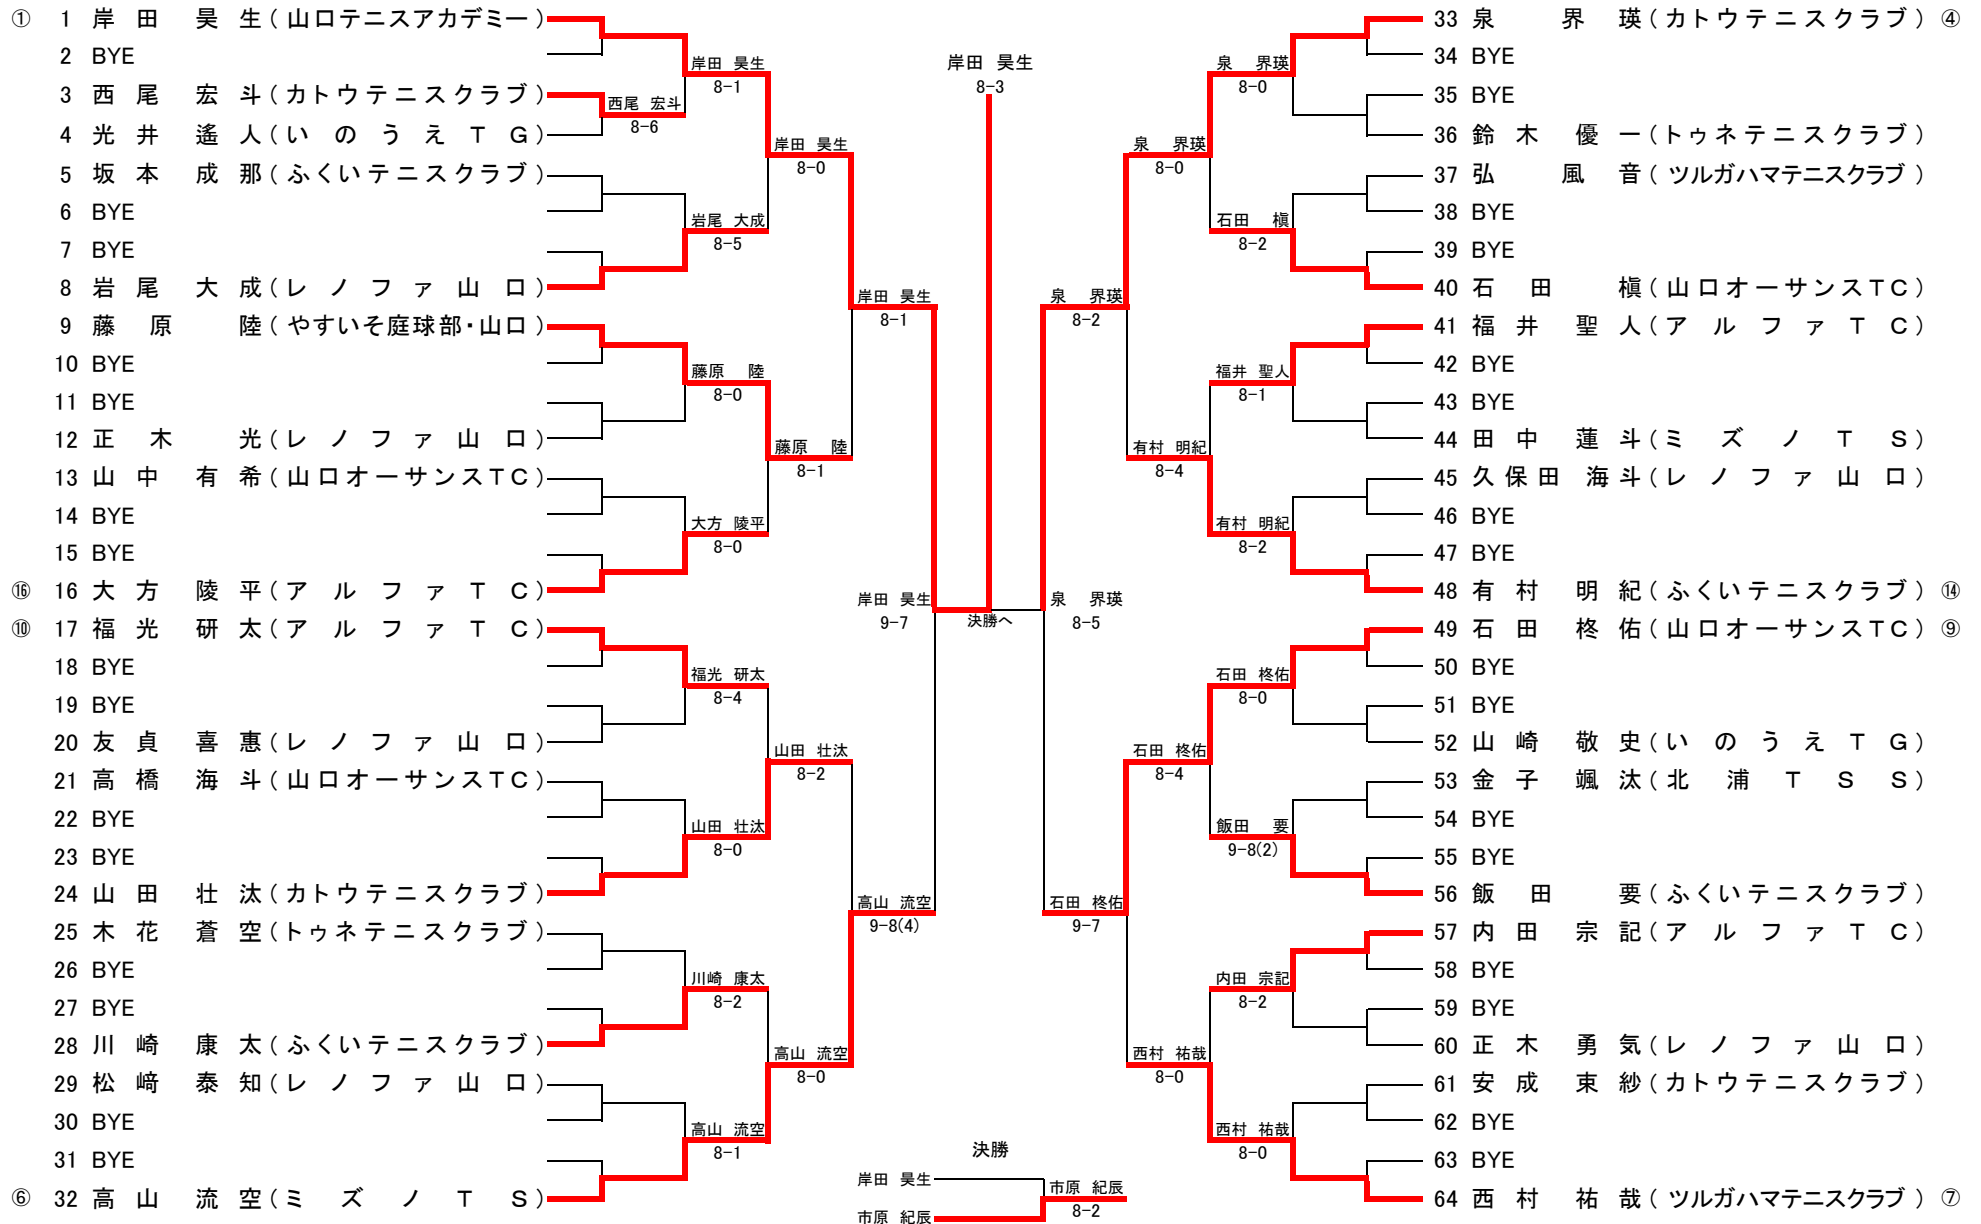 ① 1 岸田 昊生(山口テニスアカデミー)
2 BYE
3 西尾 宏斗(カトウテニスクラブ)
4 光井 遙人(いのうえTG)
5 坂本 成那(ふくいテニスクラブ)
6 BYE
7 BYE
8 岩尾 大成(レノファ山口)
9 藤原 陸(やすいそ庭球部・山口)
10 BYE
11 BYE
12 正木 光(レノファ山口)
13 山中 有希(山口オーサンスTC)
14 BYE
15 BYE
⑯ 16 大方 陵平(アルファTC)
⑩ 17 福光 研太(アルファTC)
18 BYE
19 BYE
20 友貞 喜惠(レノファ山口)
21 高橋 海斗(山口オーサンスTC)
22 BYE
23 BYE
24 山田 壮汰(カトウテニスクラブ)
25 木花 蒼空(トゥネテニスクラブ)
26 BYE
27 BYE
28 川崎 康太(ふくいテニスクラブ)
29 松﨑 泰知(レノファ山口)
30 BYE
31 BYE
⑥ 32 高山 流空(ミズノTS)
西尾 宏斗
8-6
岸田 昊生
8-1
岩尾 大成
8-5
藤原 陸
8-0
大方 陵平
8-0
福光 研太
8-4
山田 壮汰
8-0
川崎 康太
8-2
高山 流空
8-1
岸田 昊生
8-0
藤原 陸
8-1
山田 壮汰
8-2
高山 流空
8-0
岸田 昊生
8-1
高山 流空
9-8(4)
岸田 昊生
9-7
岸田 昊生
8-3
決勝へ
泉 界瑛
8-5
泉 界瑛
8-2
石田 柊佑
9-7
泉 界瑛
8-0
有村 明紀
8-4
石田 柊佑
8-4
西村 祐哉
8-0
泉 界瑛
8-0
石田 槇
8-2
福井 聖人
8-1
有村 明紀
8-2
石田 柊佑
8-0
飯田 要
9-8(2)
内田 宗記
8-2
西村 祐哉
8-0
33 泉 界瑛(カトウテニスクラブ) ④
34 BYE
35 BYE
36 鈴木 優一(トゥネテニスクラブ)
37 弘 風音(ツルガハマテニスクラブ)
38 BYE
39 BYE
40 石田 槇(山口オーサンスTC)
41 福井 聖人(アルファTC)
42 BYE
43 BYE
44 田中 蓮斗(ミズノTS)
45 久保田 海斗(レノファ山口)
46 BYE
47 BYE
48 有村 明紀(ふくいテニスクラブ) ⑭
49 石田 柊佑(山口オーサンスTC) ⑨
50 BYE
51 BYE
52 山崎 敬史(いのうえTG)
53 金子 颯汰(北浦TSS)
54 BYE
55 BYE
56 飯田 要(ふくいテニスクラブ)
57 内田 宗記(アルファTC)
58 BYE
59 BYE
60 正木 勇気(レノファ山口)
61 安成 束紗(カトウテニスクラブ)
62 BYE
63 BYE
64 西村 祐哉(ツルガハマテニスクラブ) ⑦
決勝
岸田 昊生
市原 紀辰
市原 紀辰
8-2